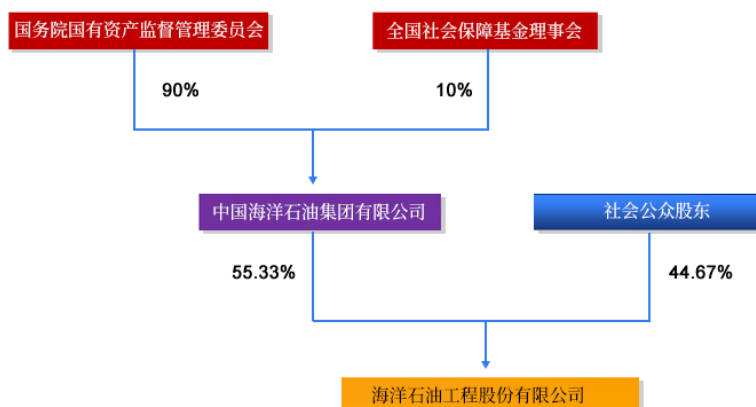 国务院国有资产监督管理委员会
全国社会保障基金理事会
90%
10%
中国海洋石油集团有限公司
社会公众股东
55.33%
44.67%
海洋石油工程股份有限公司